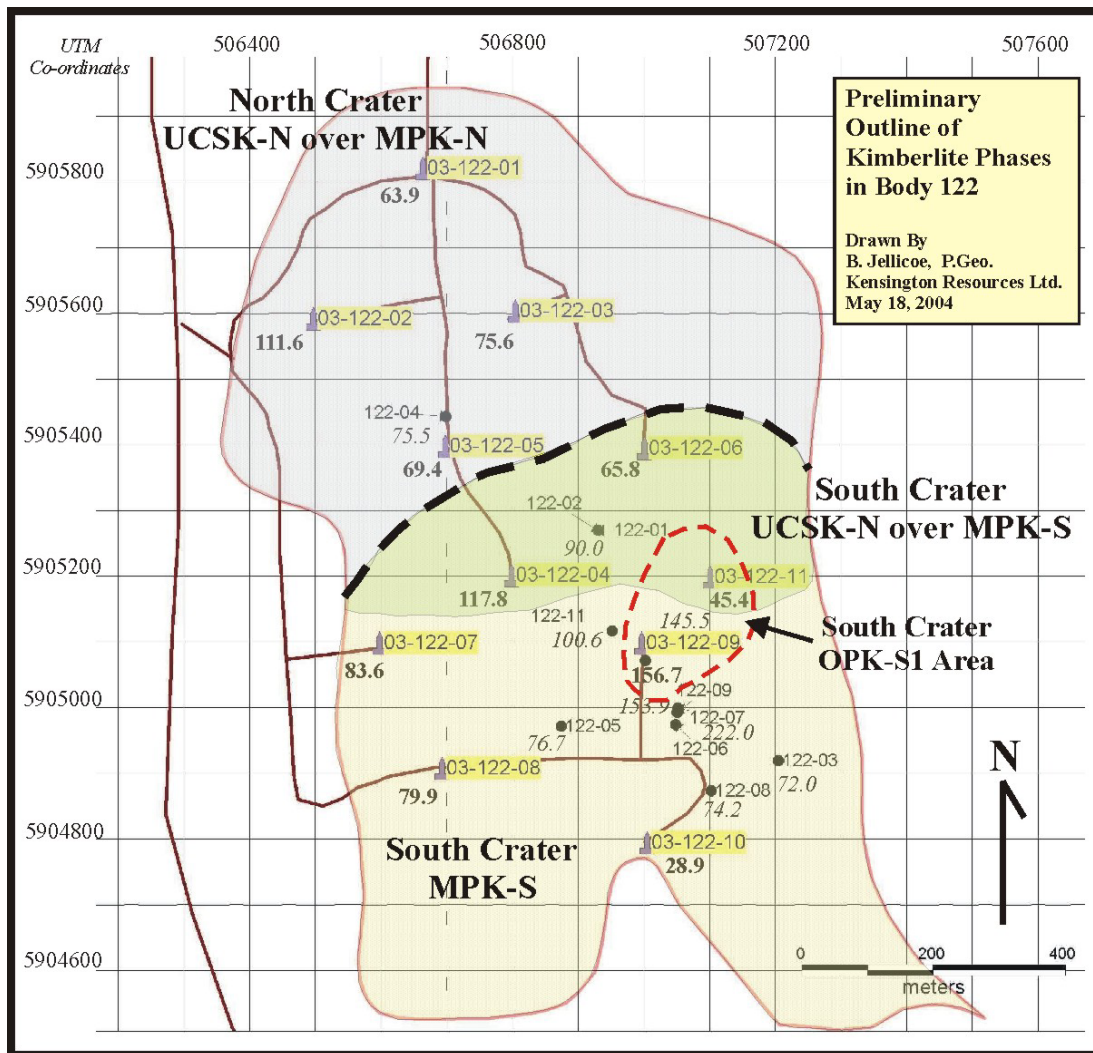 UTM
Co-ordinates
506400
506800
507200
507600
5905800
5905600
5905400
5905200
5905000
5904800
5904600
Preliminary
Outline of
Kimberlite Phases
in Body 122
Drawn By
B. Jellicoe, P.Geo.
Kensington Resources Ltd.
May 18, 2004
North Crater
UCSK-N over MPK-N
03-122-01
63.9
03-122-02
111.6
03-122-03
75.6
122-04
75.5
03-122-05
69.4
03-122-06
65.8
South Crater
UCSK-N over MPK-S
122-02
122-01
90.0
03-122-04
117.8
03-122-11
45.4
122-11
100.6
145.5
03-122-09
156.7
South Crater
OPK-S1 Area
03-122-07
83.6
22-09
153.9
122-07
222.0
122-06
122-05
76.7
122-03
72.0
03-122-08
79.9
122-08
74.2
03-122-10
28.9
South Crater
MPK-S
N
0
200
400
meters